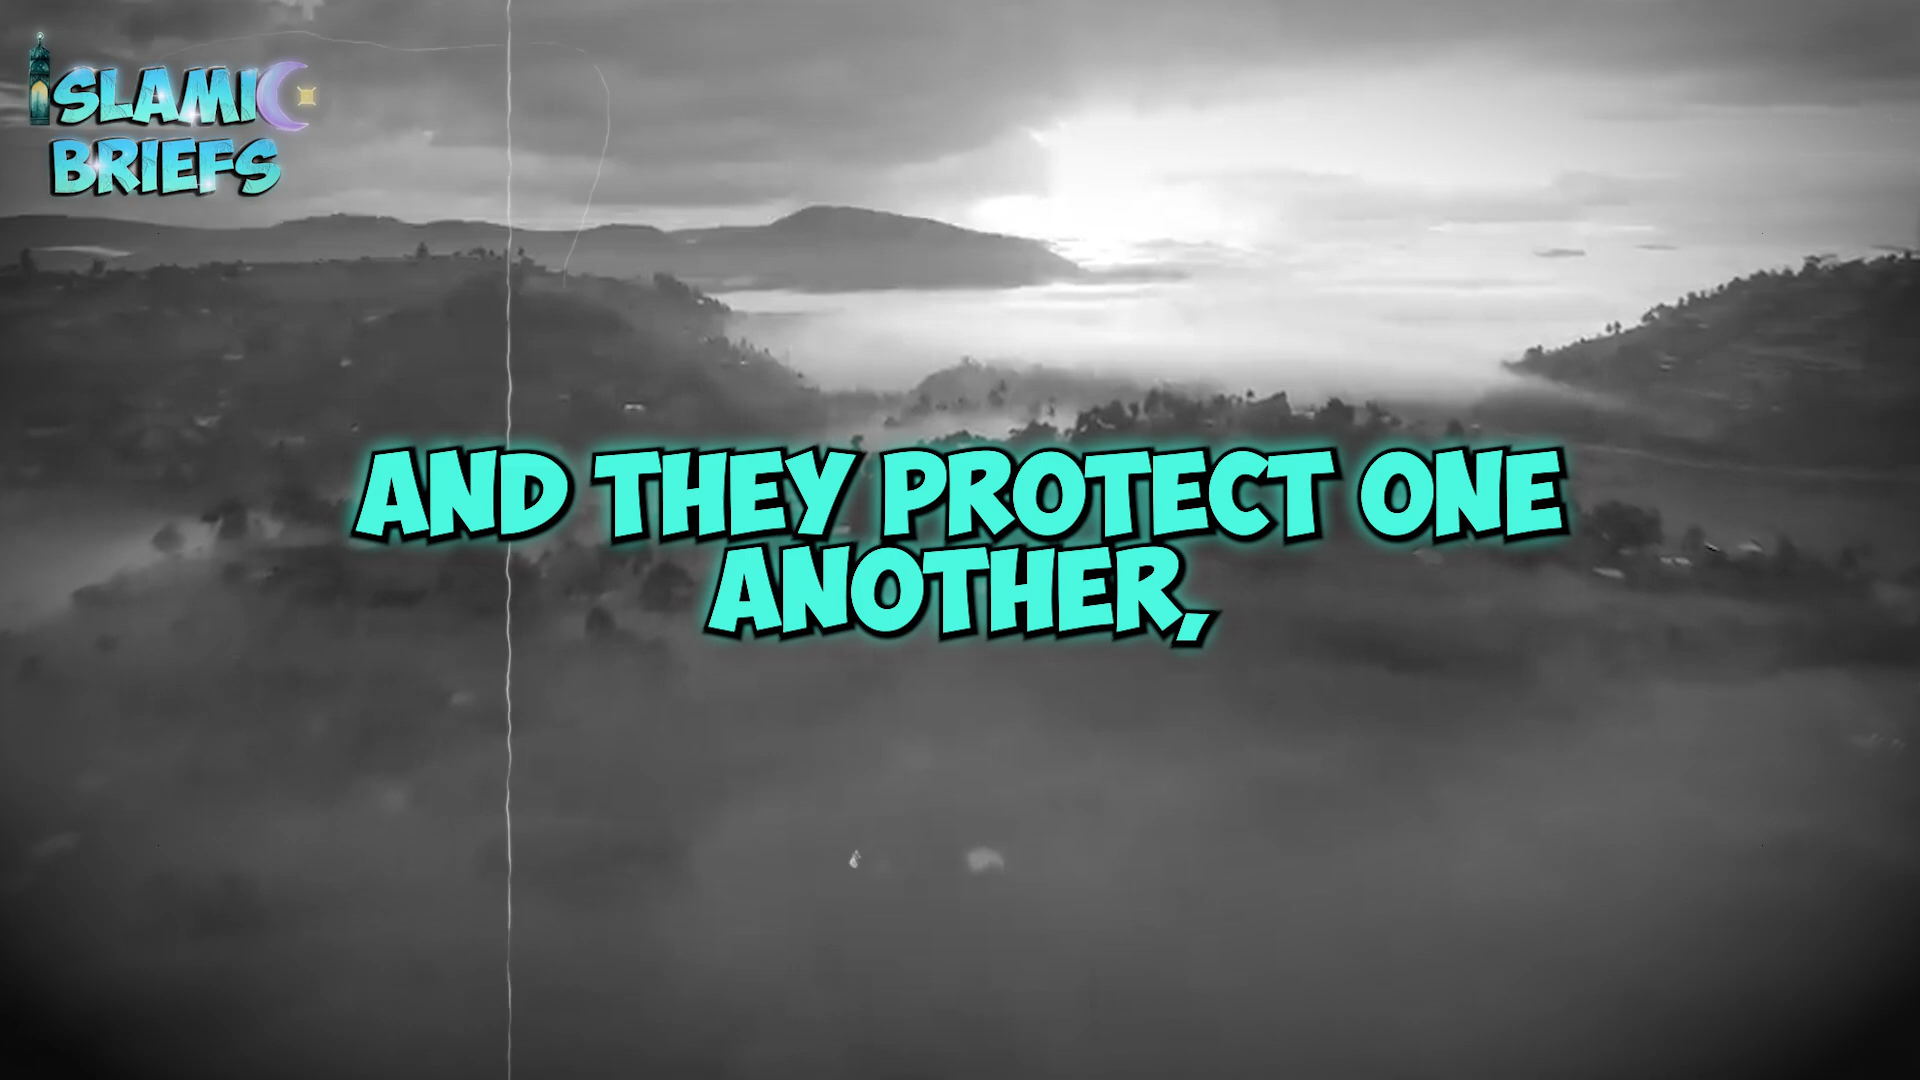 ISLAMIC
BRIEFS
AND THEY PROTECT ONE
ANOTHER,